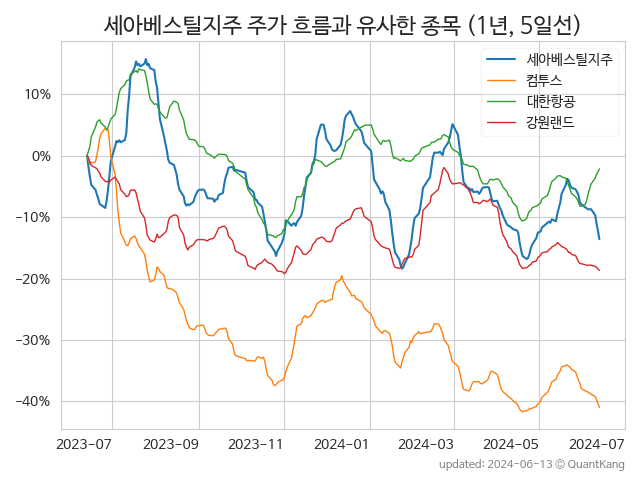 세아베스틸지주 주가 흐름과 유사한 종목 (1년, 5일선)
세아베스틸지주
컴투스
대한항공
강원랜드
10%
0%
−10%
−20%
−30%
−40%
2023-07
2023-09
2023-11
2024-01
2024-03
2024-05
2024-07
updated: 2024-06-13 © QuantKang